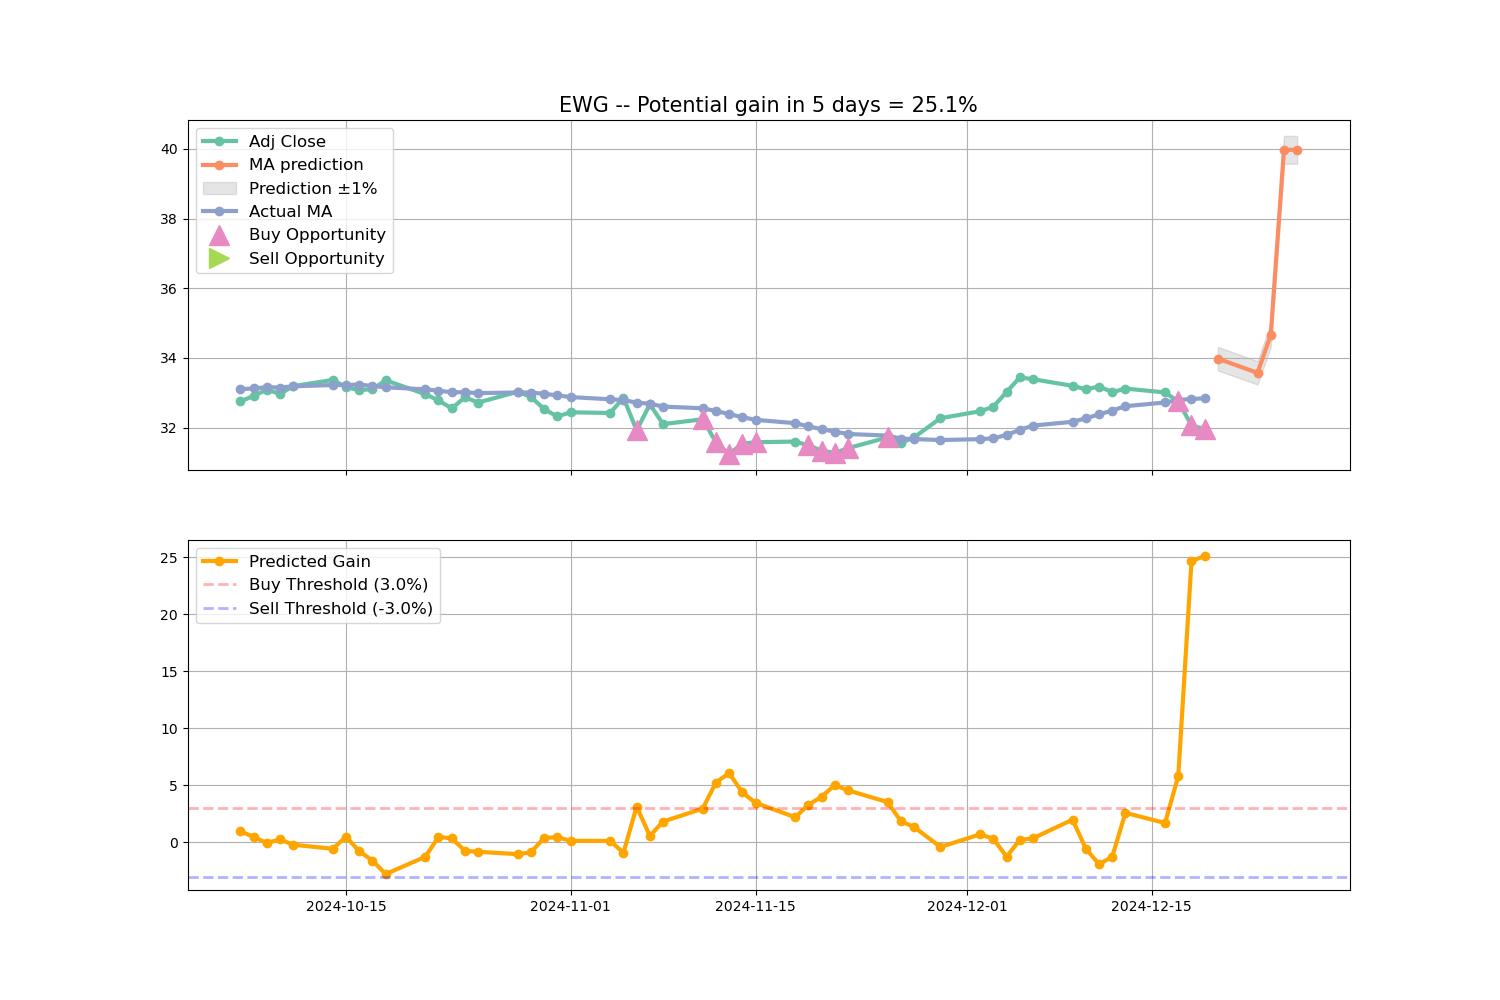 EWG -- Potential gain in 5 days = 25.1%
Adj Close
MA prediction
Prediction ±1%
Actual MA
Buy Opportunity
Sell Opportunity
40
38
36
34
32
Predicted Gain
Buy Threshold (3.0%)
Sell Threshold (-3.0%)
25
20
15
10
5
0
2024-10-15
2024-11-01
2024-11-15
2024-12-01
2024-12-15